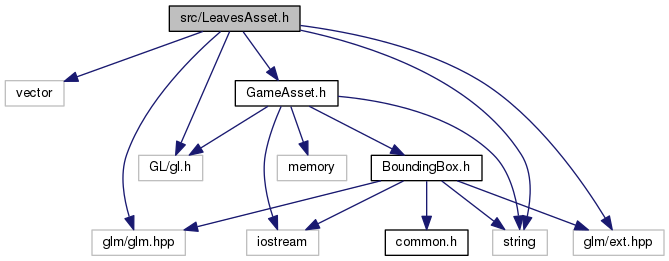 src/LeavesAsset.h
vector
GameAsset.h
GL/gl.h
memory
BoundingBox.h
glm/glm.hpp
iostream
common.h
string
glm/ext.hpp